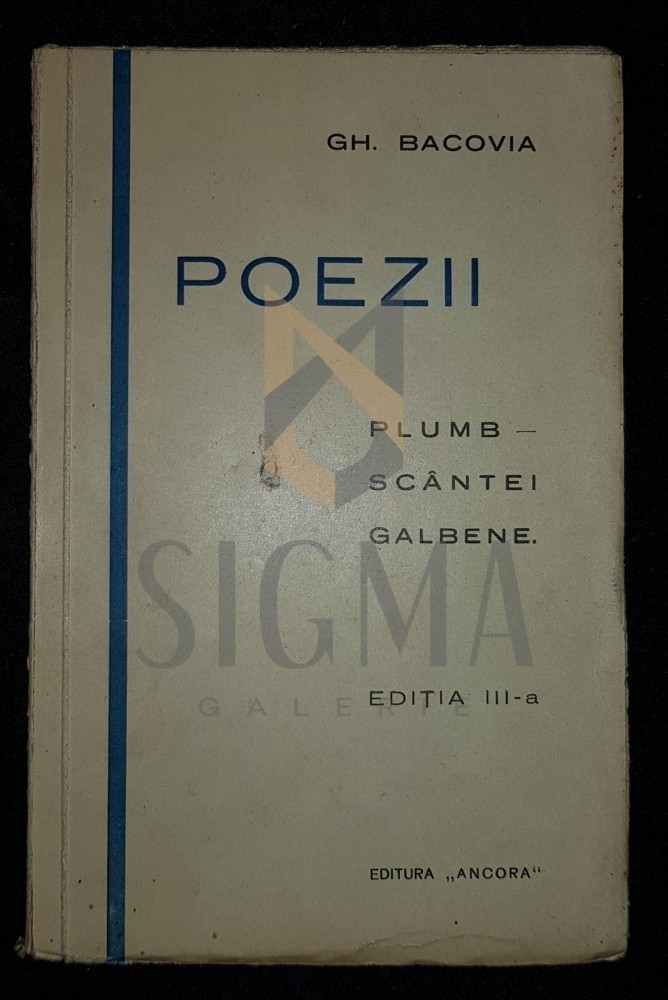 GH. BACOVIA
POEZII
PLUMB —
SCÂNTEI
GALBENE.
SIGMA
EDIȚIA III-a
GALERIE
EDITURA „ANCORA“